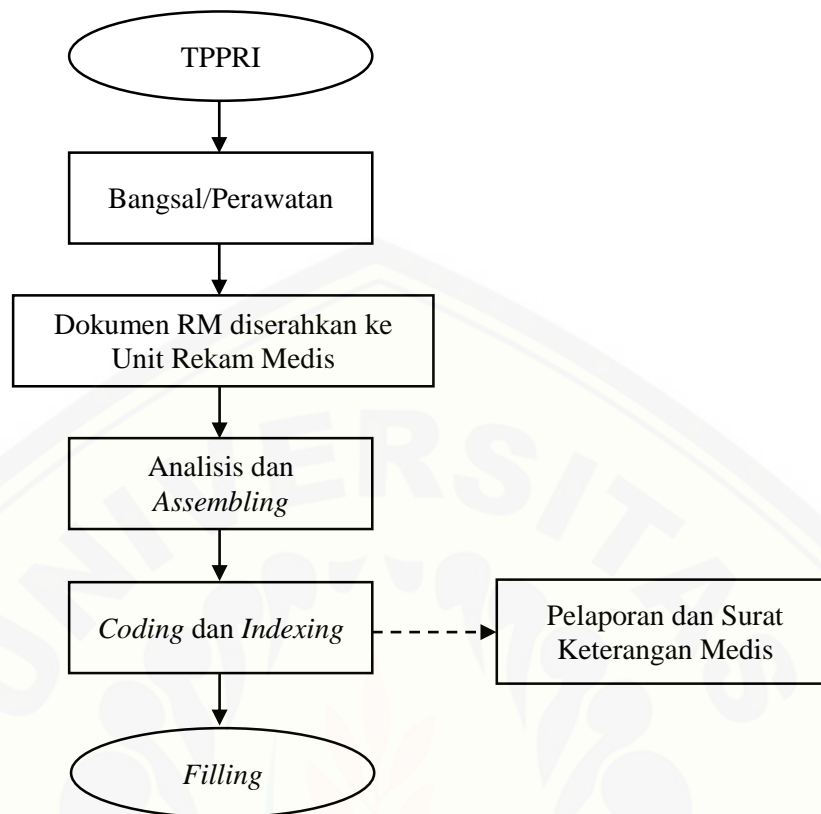 TPPRI
Bangsal/Perawatan
Dokumen RM diserahkan ke
Unit Rekam Medis
Analisis dan
Assembling
Coding dan Indexing
Pelaporan dan Surat
Keterangan Medis
Filling
UNIVERSITAS